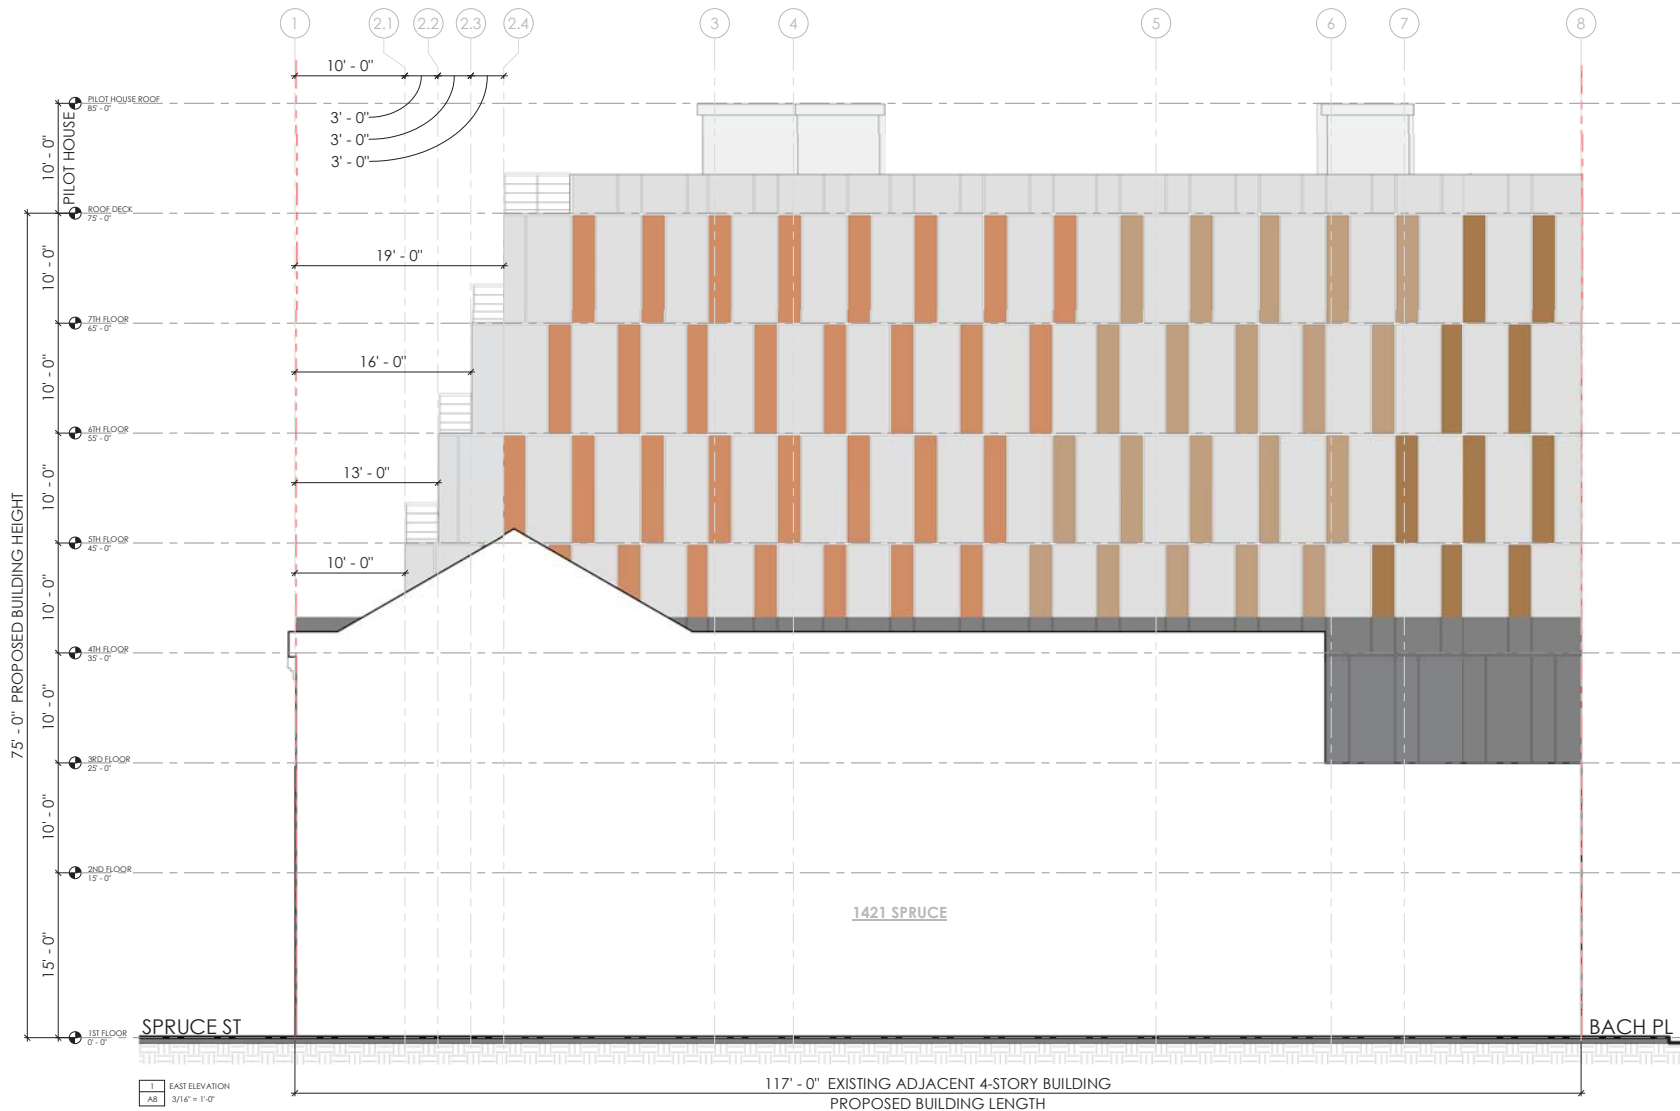 1 2.1 2.2 2.3 2.4 3 4 5 6 7 8
10' - 0"
3' - 0"
3' - 0"
3' - 0"
PILOT HOUSE ROOF
85' - 0"
10' - 0"
PILOT HOUSE
ROOF DECK
75' - 0"
19' - 0"
10' - 0"
7TH FLOOR
65' - 0"
16' - 0"
10' - 0"
6TH FLOOR
55' - 0"
13' - 0"
10' - 0"
5TH FLOOR
45' - 0"
10' - 0"
10' - 0"
4TH FLOOR
35' - 0"
10' - 0"
75' - 0" PROPOSED BUILDING HEIGHT
3RD FLOOR
25' - 0"
10' - 0"
2ND FLOOR
15' - 0"
1421 SPRUCE
15' - 0"
1ST FLOOR
0' - 0"
SPRUCE ST
BACH PL
1 EAST ELEVATION
A8 3/16" = 1'-0"
117' - 0" EXISTING ADJACENT 4-STORY BUILDING
PROPOSED BUILDING LENGTH